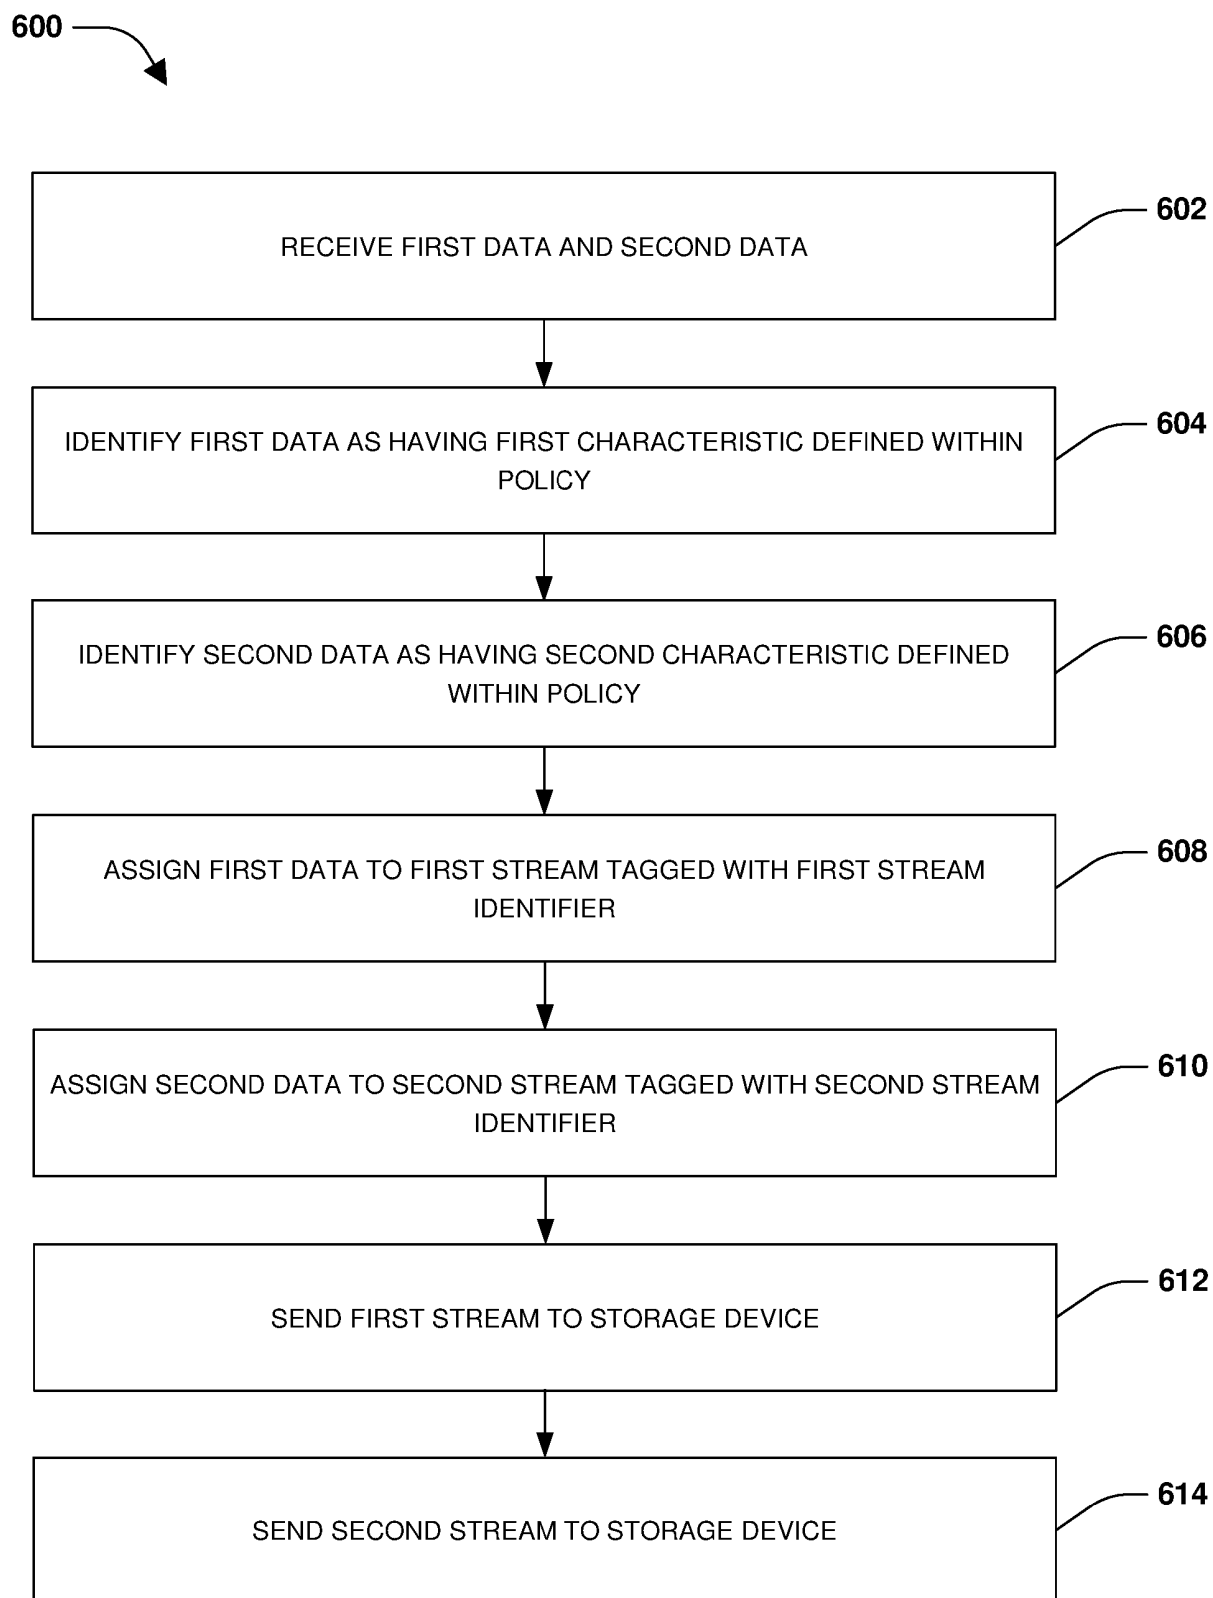 600
RECEIVE FIRST DATA AND SECOND DATA
602
IDENTIFY FIRST DATA AS HAVING FIRST CHARACTERISTIC DEFINED WITHIN
POLICY
604
IDENTIFY SECOND DATA AS HAVING SECOND CHARACTERISTIC DEFINED
WITHIN POLICY
606
ASSIGN FIRST DATA TO FIRST STREAM TAGGED WITH FIRST STREAM
IDENTIFIER
608
ASSIGN SECOND DATA TO SECOND STREAM TAGGED WITH SECOND STREAM
IDENTIFIER
610
SEND FIRST STREAM TO STORAGE DEVICE
612
SEND SECOND STREAM TO STORAGE DEVICE
614